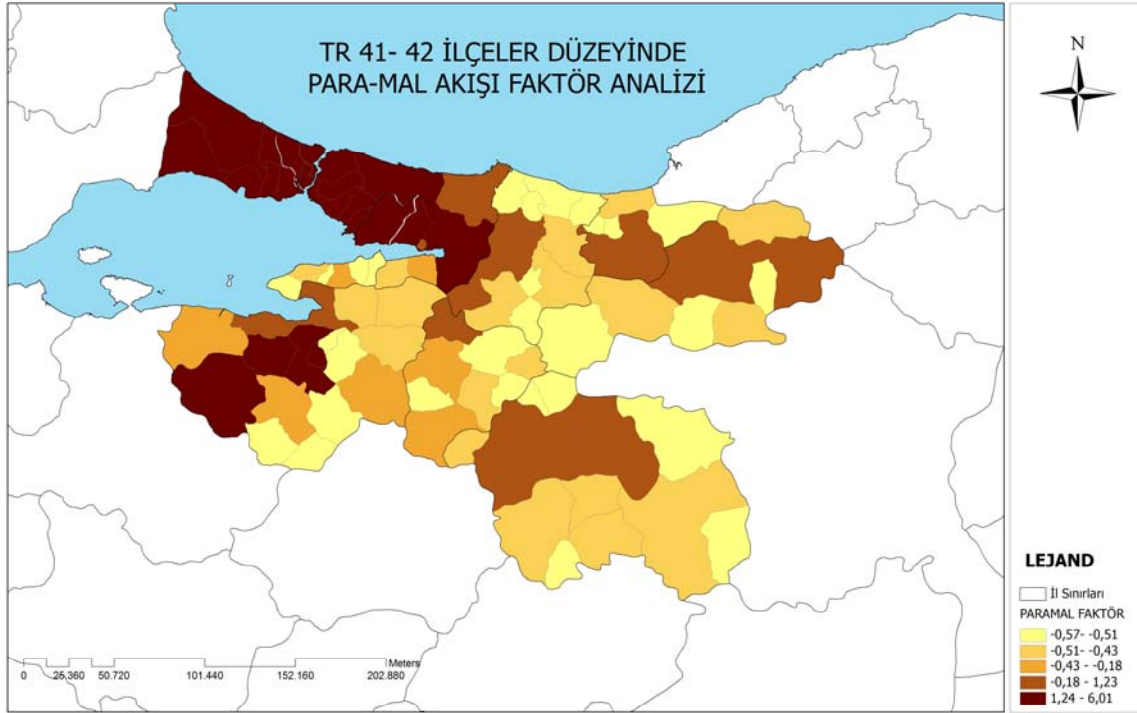 TR 41- 42 İLÇELER DÜZEYİNDE
PARA-MAL AKIŞI FAKTÖR ANALİZİ
N
LEJAND
İl Sınırları
PARAMAL FAKTÖR
-0,57- -0,51
-0,51- -0,43
-0,43 - -0,18
-0,18 - 1,23
1,24 - 6,01
Meters
0 25.360 50.720 101.440 152.160 202.880